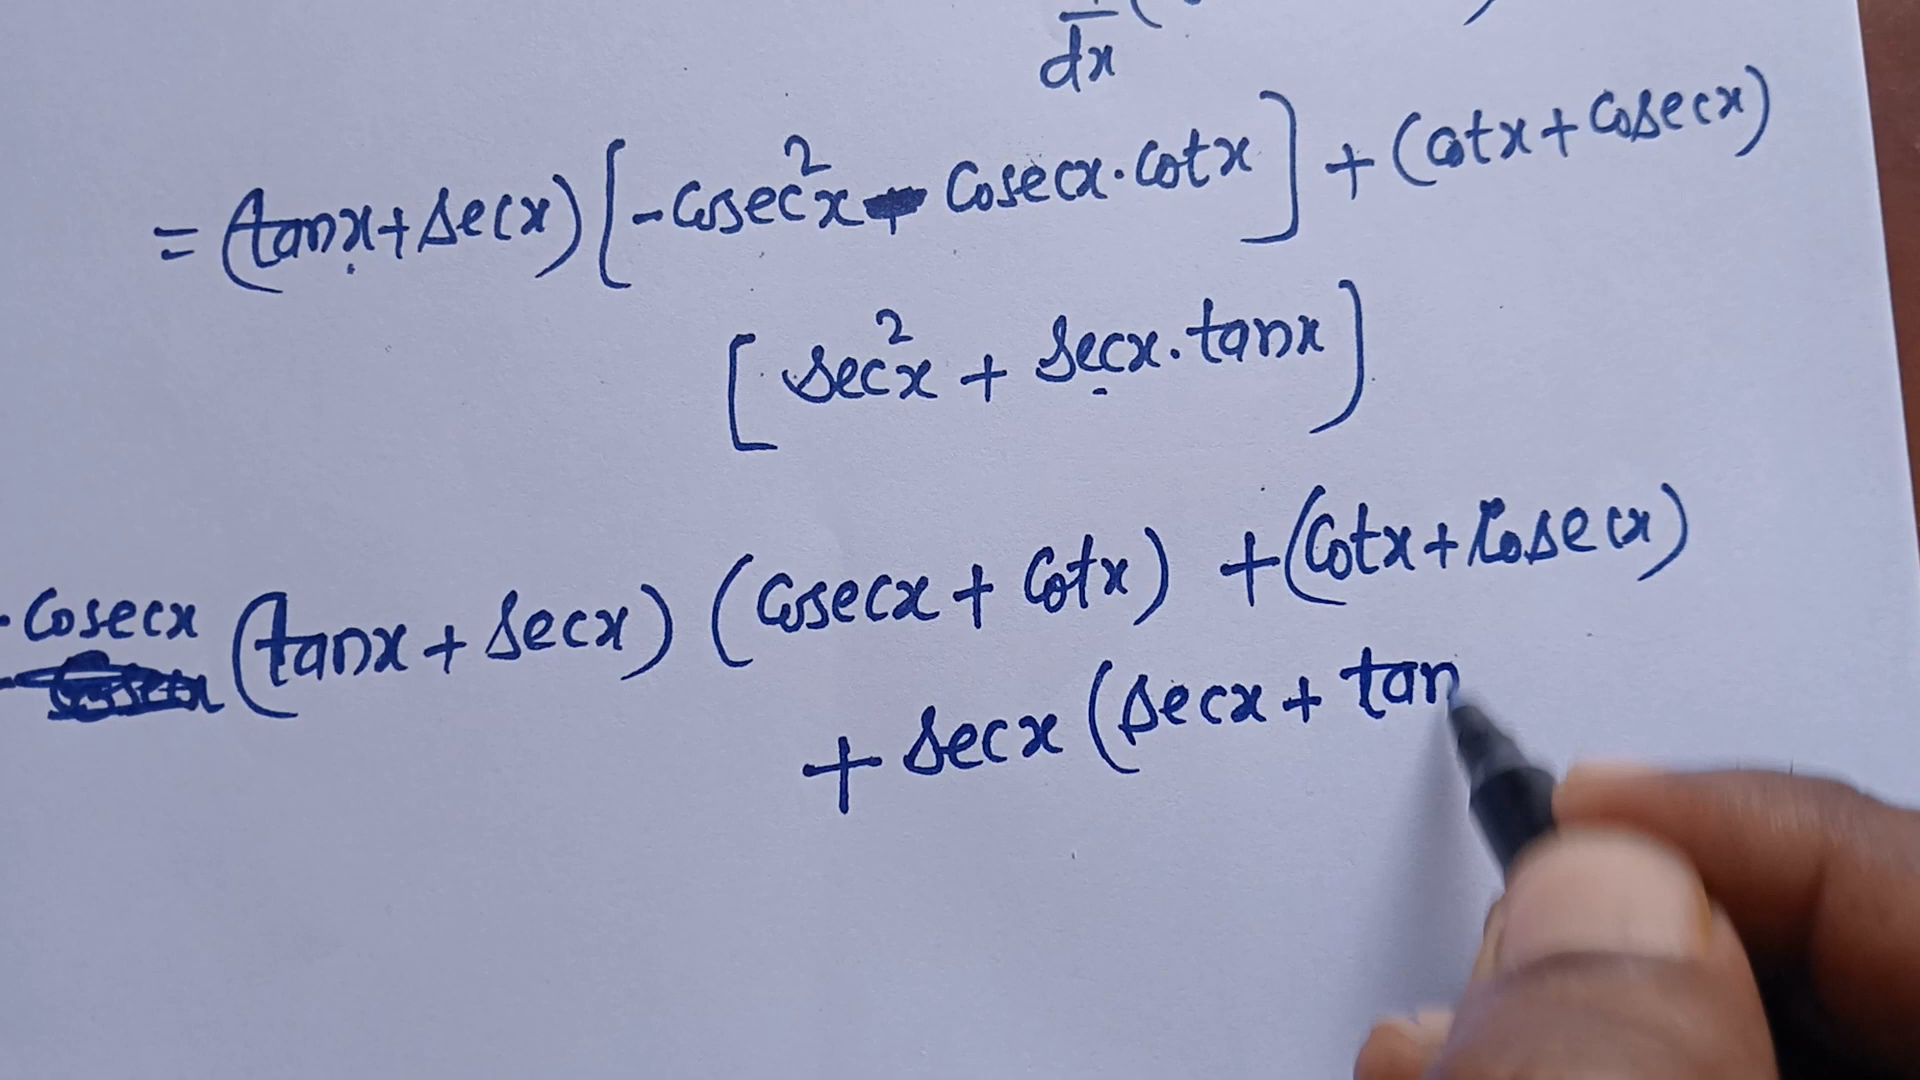 dx
= (tanx + secx) [-cosec²x - cosecx.cotx] + (cotx + cosecx)
[sec²x + secx.tanx]
-cosecx (tanx + secx) (cosecx + cotx) + (cotx + cosecx)
+ secx (secx + tan